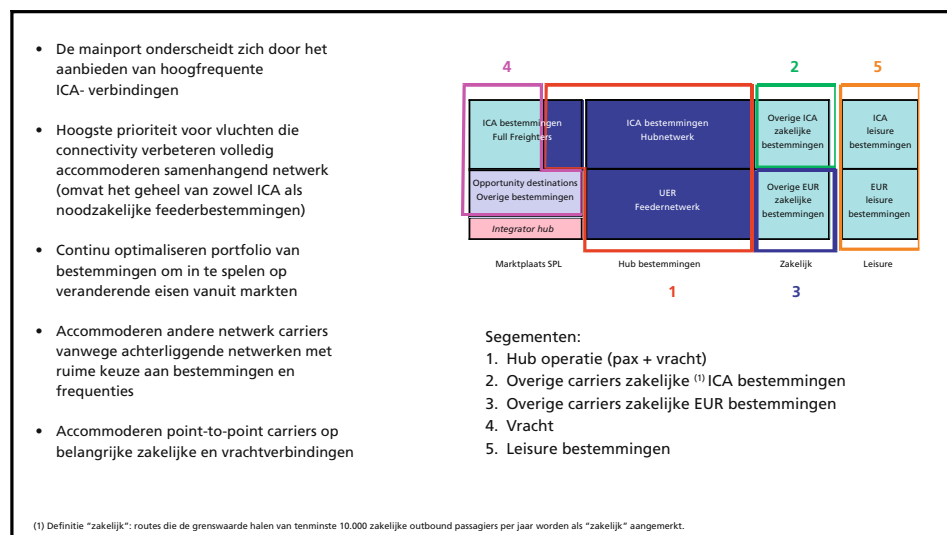 • De mainport onderscheidt zich door het
aanbieden van hoogfrequente
ICA- verbindingen
• Hoogste prioriteit voor vluchten die
connectivity verbeteren volledig
accommoderen samenhangend netwerk
(omvat het geheel van zowel ICA als
noodzakelijke feederbestemmingen)
• Continu optimaliseren portfolio van
bestemmingen om in te spelen op
veranderende eisen vanuit markten
• Accommoderen andere netwerk carriers
vanwege achterliggende netwerken met
ruime keuze aan bestemmingen en
frequenties
• Accommoderen point-to-point carriers op
belangrijke zakelijke en vrachtverbindingen
4
2
5
ICA bestemmingen
Full Freighters
ICA bestemmingen
Hubnetwerk
Overige ICA
zakelijke
bestemmingen
ICA
leisure
bestemmingen
Opportunity destinations
Overige bestemmingen
UER
Feedernetwerk
Overige EUR
zakelijke
bestemmingen
EUR
leisure
bestemmingen
Integrator hub
Marktplaats SPL
Hub bestemmingen
Zakelijk
Leisure
1
3
Segementen:
1. Hub operatie (pax + vracht)
2. Overige carriers zakelijke (1) ICA bestemmingen
3. Overige carriers zakelijke EUR bestemmingen
4. Vracht
5. Leisure bestemmingen
(1) Definitie “zakelijk”: routes die de grenswaarde halen van tenminste 10.000 zakelijke outbound passagiers per jaar worden als “zakelijk” aangemerkt.